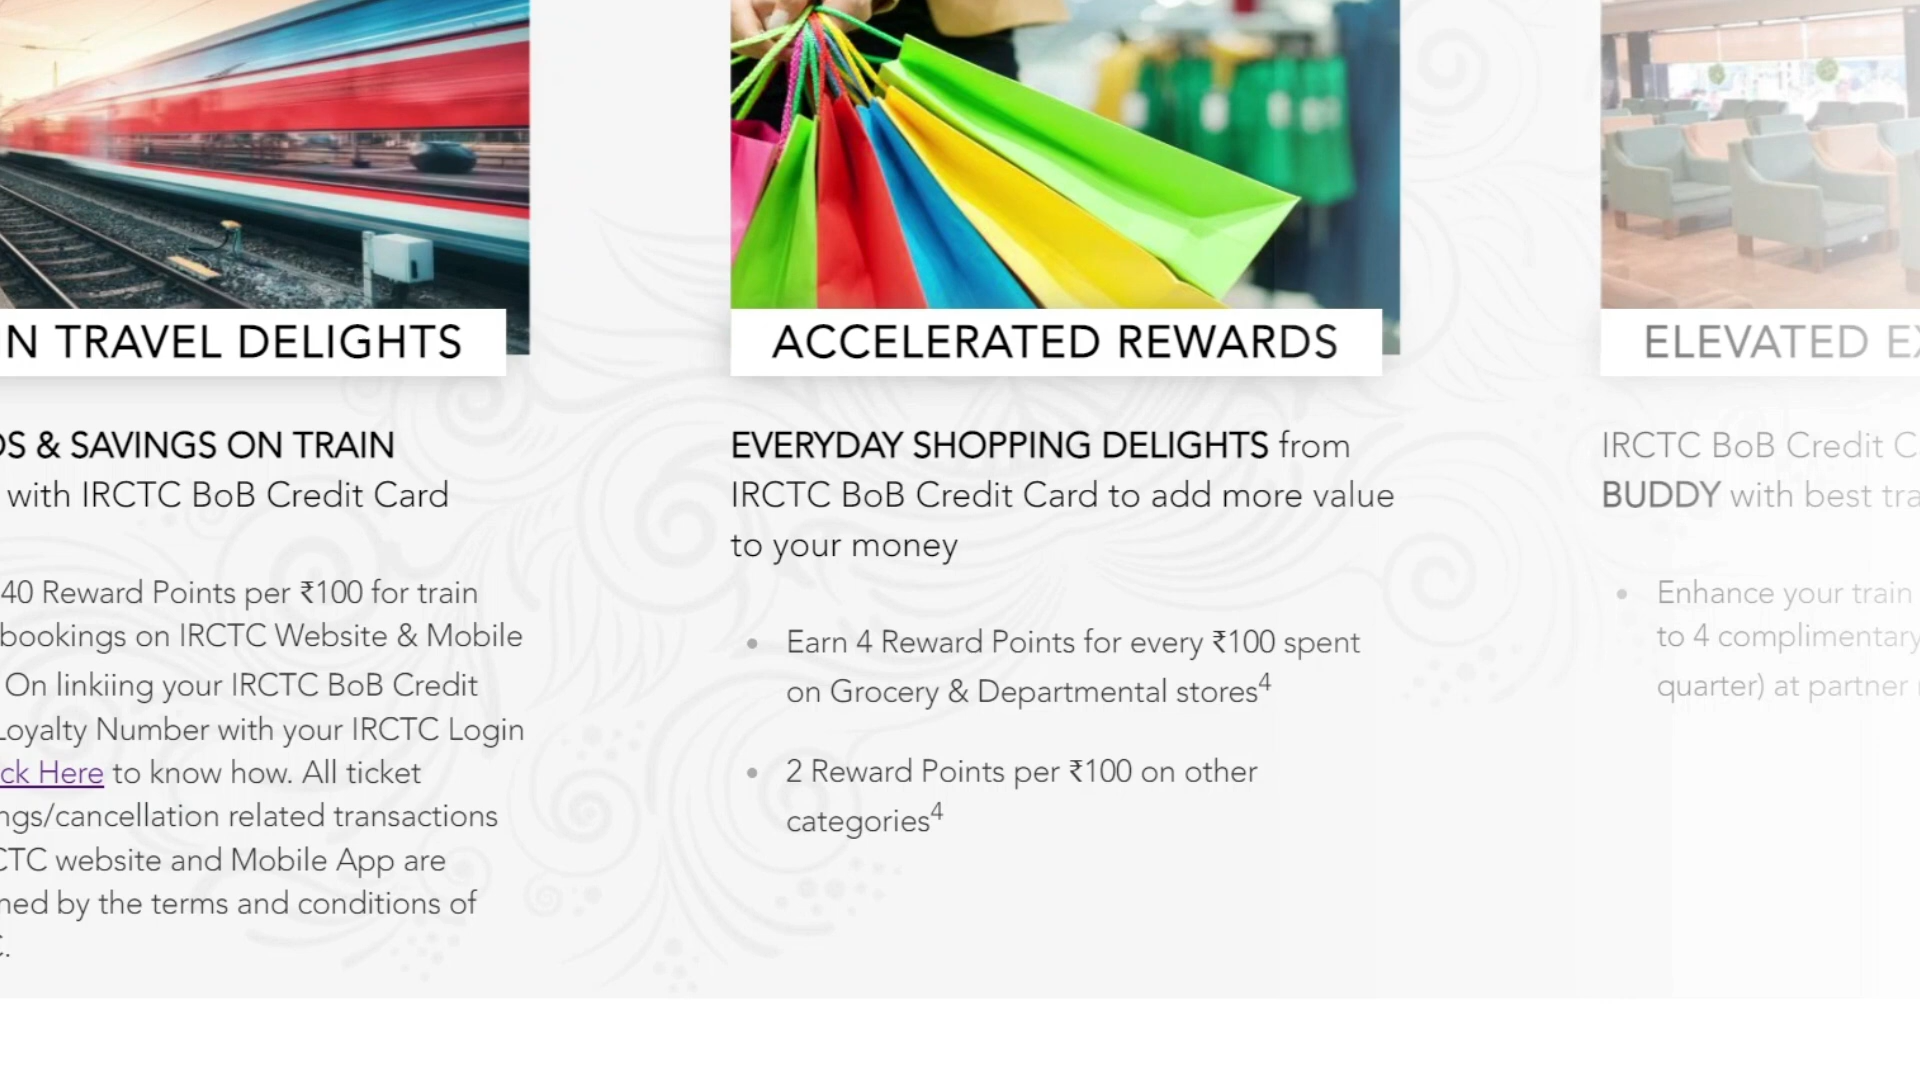 N TRAVEL DELIGHTS
S & SAVINGS ON TRAIN
with IRCTC BoB Credit Card
40 Reward Points per ₹100 for train
bookings on IRCTC Website & Mobile
On linkiing your IRCTC BoB Credit
Loyalty Number with your IRCTC Login
ck Here to know how. All ticket
ngs/cancellation related transactions
CTC website and Mobile App are
ned by the terms and conditions of
ACCELERATED REWARDS
EVERYDAY SHOPPING DELIGHTS from
IRCTC BoB Credit Card to add more value
to your money
• Earn 4 Reward Points for every ₹100 spent
on Grocery & Departmental stores4
• 2 Reward Points per ₹100 on other
categories4
ELEVATED E
IRCTC BoB Credit C
BUDDY with best tra
• Enhance your train
to 4 complimentary
quarter) at partner